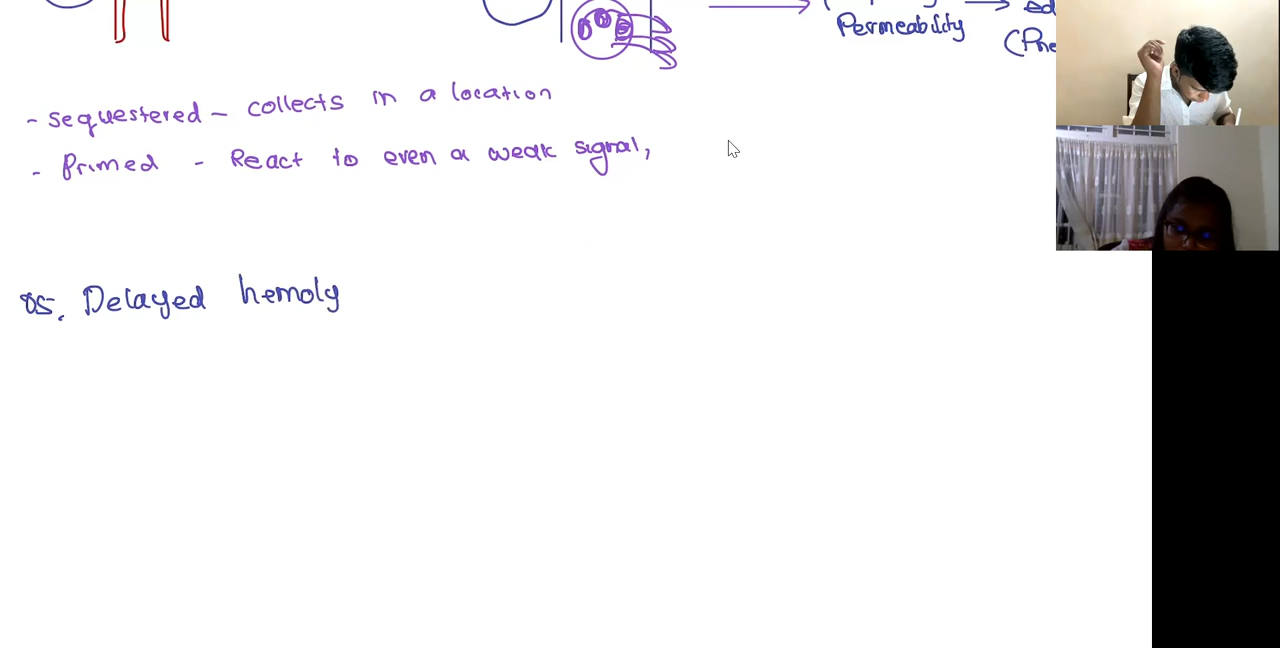 Permeability
- Sequestered - collects in a location
- Primed - React to even a weak signal,
05. Delayed hemoly